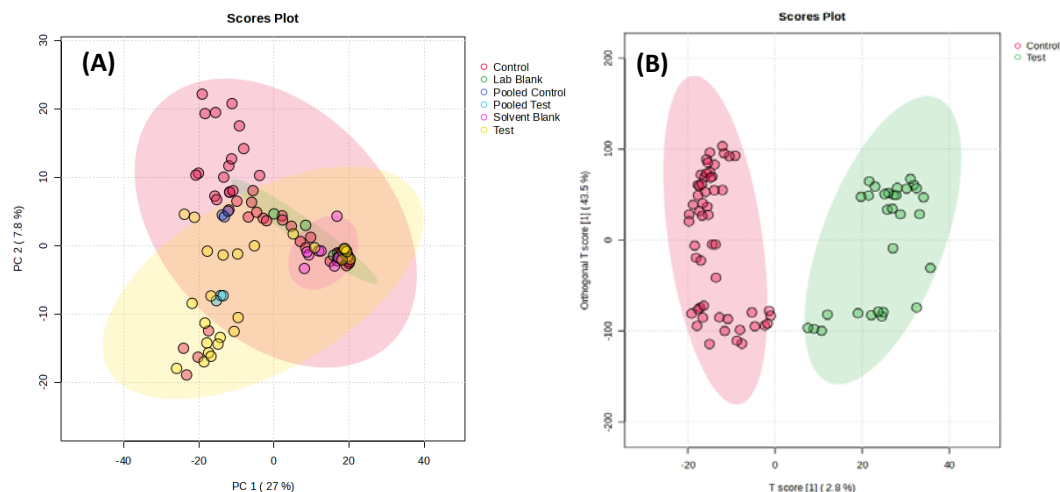 Scores Plot
(A)
30
20
10
0
-10
-20
PC 2 ( 7.8 %)
-40
-20
0
20
40
PC 1 ( 27 %)
Control
Lab Blank
Pooled Control
Pooled Test
Solvent Blank
Test
Scores Plot
(B)
200
100
0
-100
-200
Orthogonal T score [1] ( 43.5 %)
-20
0
20
40
T score [1] ( 2.8 %)
Control
Test